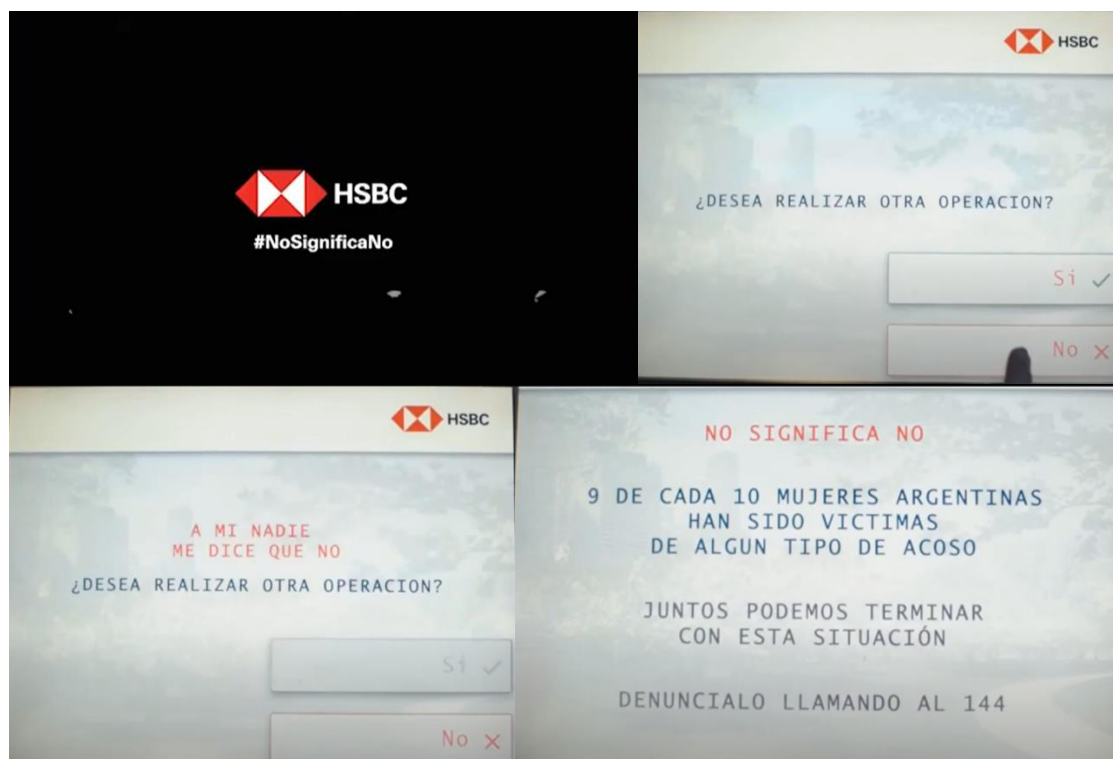 HSBC
#NoSignificaNo
HSBC
¿DESEA REALIZAR OTRA OPERACION?
Si
No
HSBC
A MI NADIE
ME DICE QUE NO
¿DESEA REALIZAR OTRA OPERACION?
Si
No
NO SIGNIFICA NO
9 DE CADA 10 MUJERES ARGENTINAS
HAN SIDO VICTIMAS
DE ALGUN TIPO DE ACOSO
JUNTOS PODEMOS TERMINAR
CON ESTA SITUACIÓN
DENUNCIALO LLAMANDO AL 144